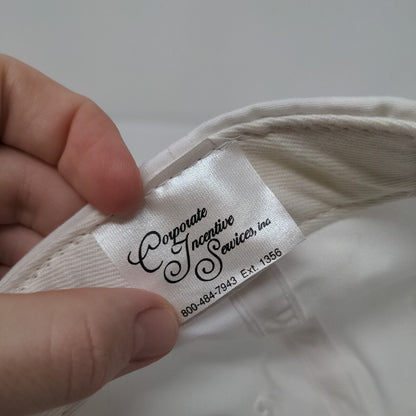 Corporate
Incentive
Services, inc
800-484-7943 Ext. 1356